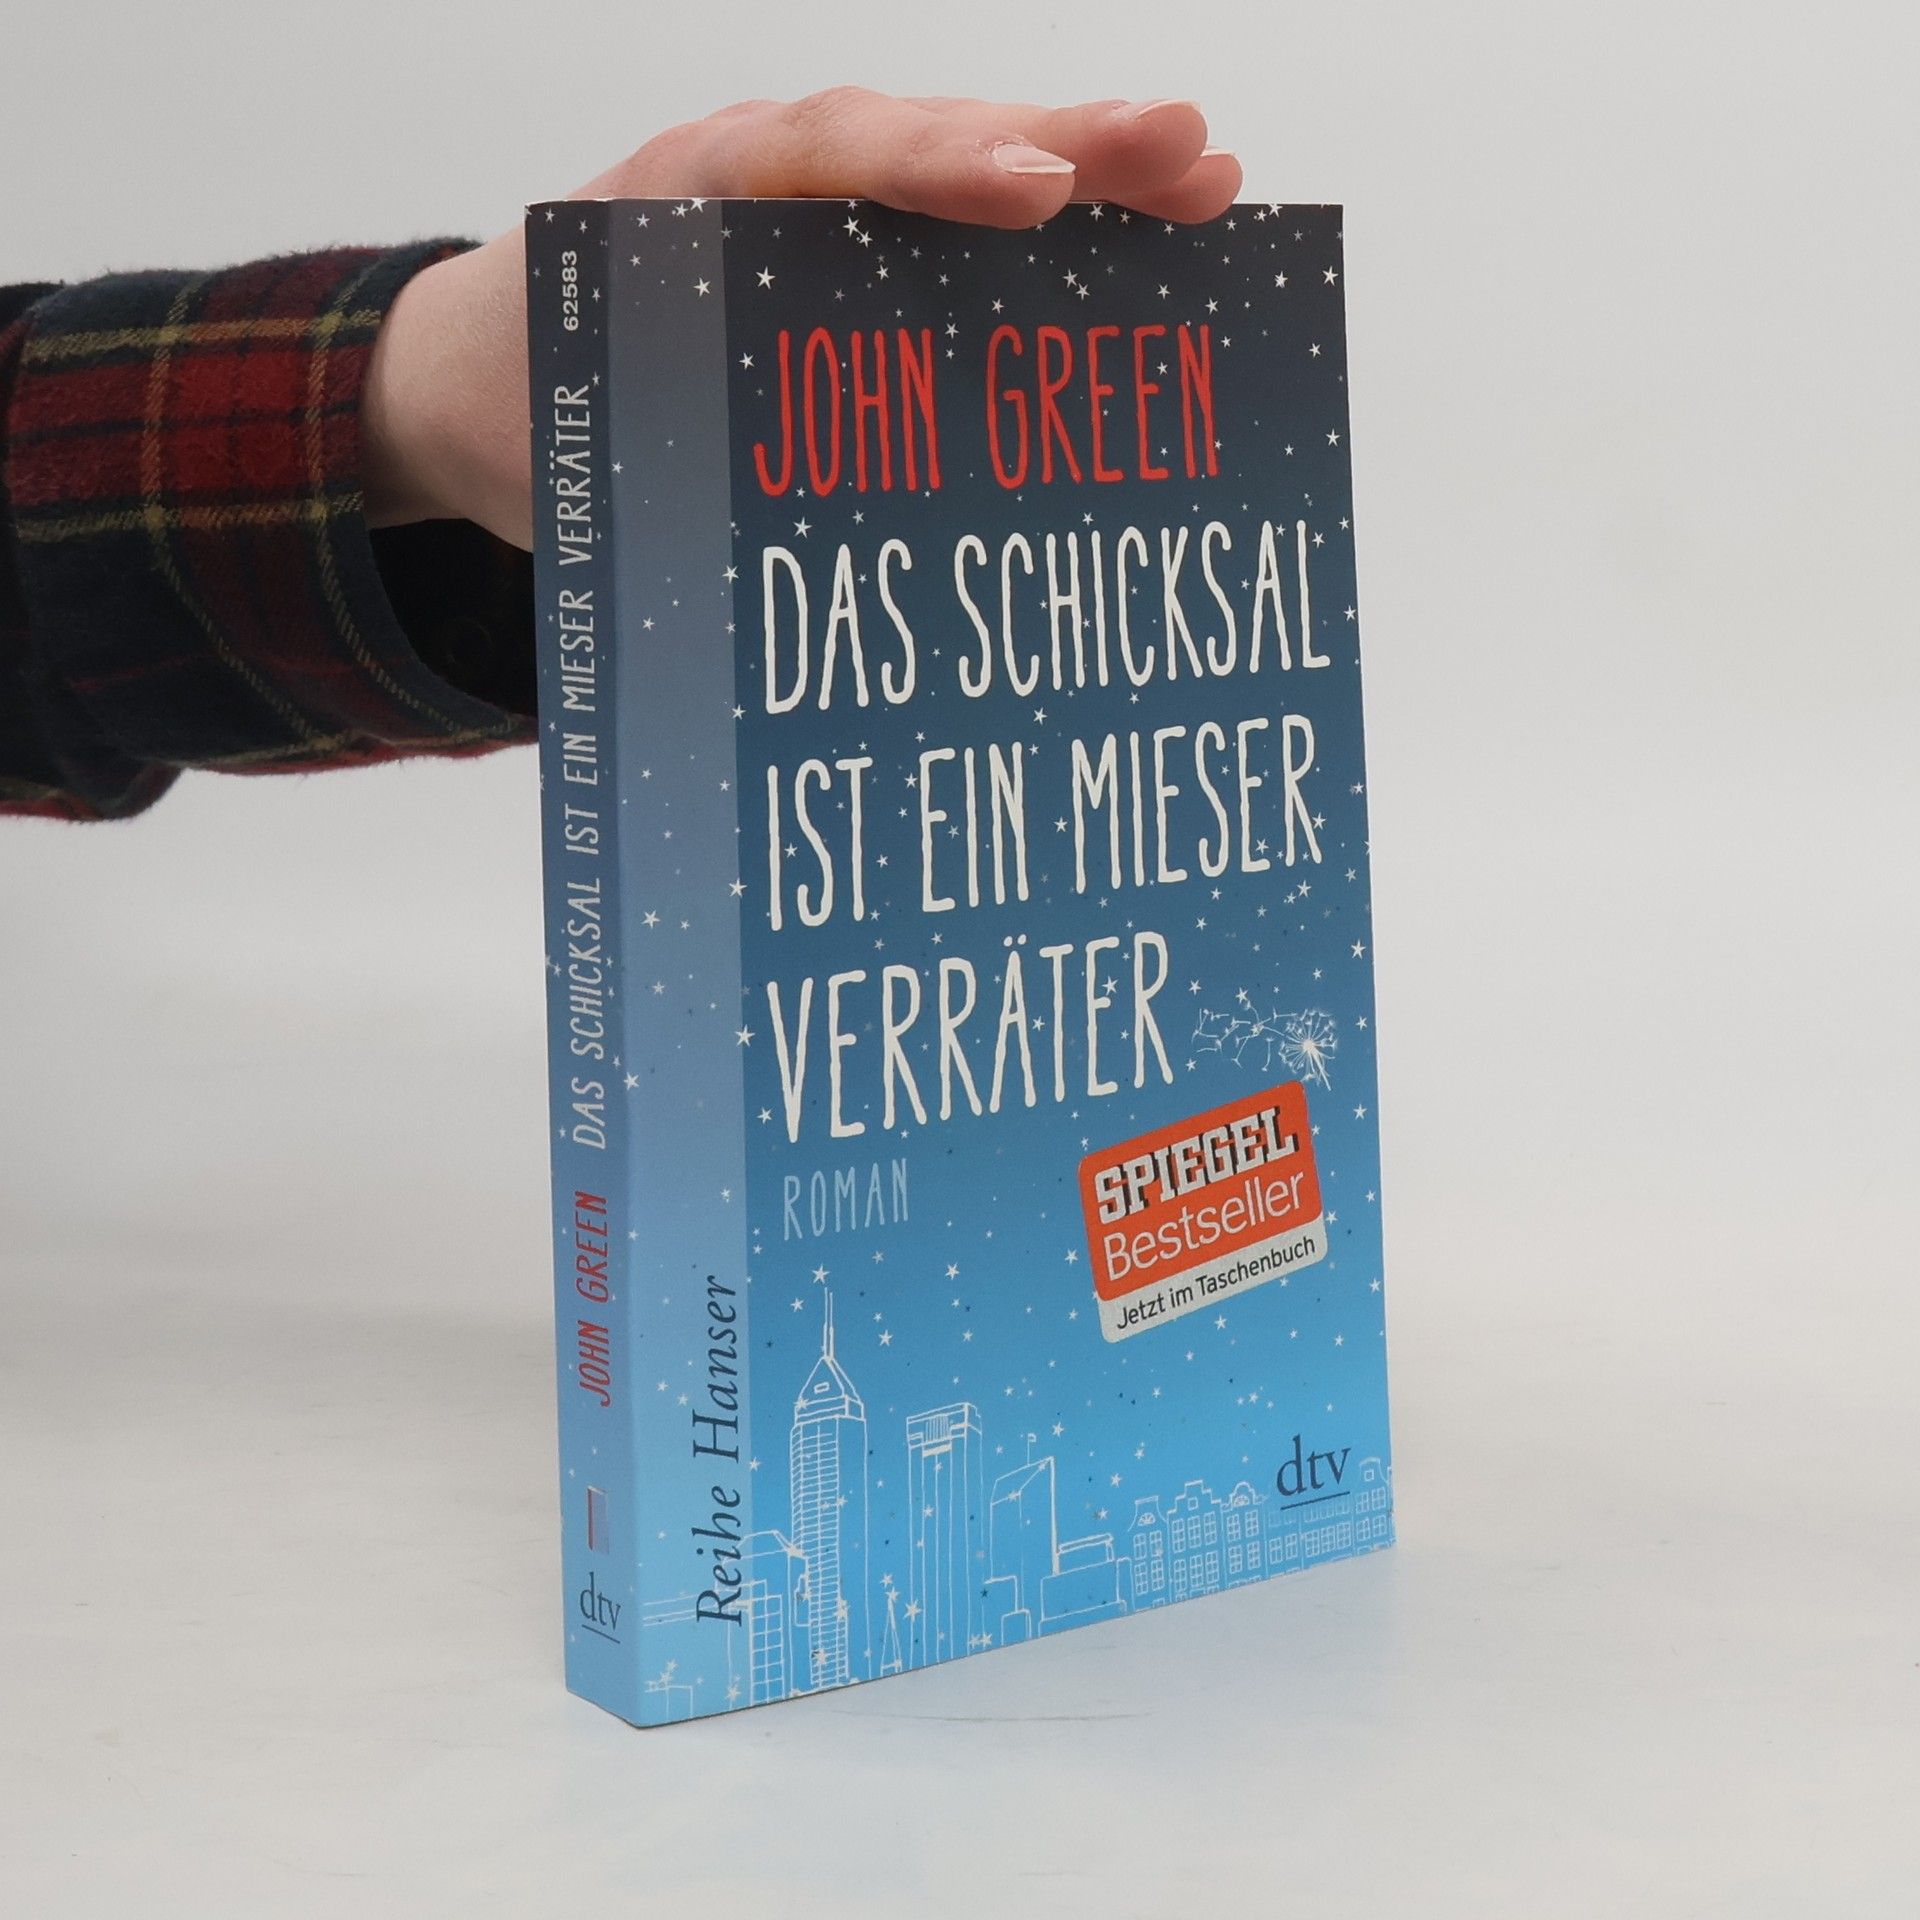 62583
DAS SCHICKSAL IST EIN MIESER VERRÄTER
JOHN GREEN
dtv
JOHN GREEN
DAS SCHICKSAL
IST EIN MIESER
VERRÄTER
ROMAN
SPIEGEL
Bestseller
Jetzt im Taschenbuch
Reihe Hanser
dtv